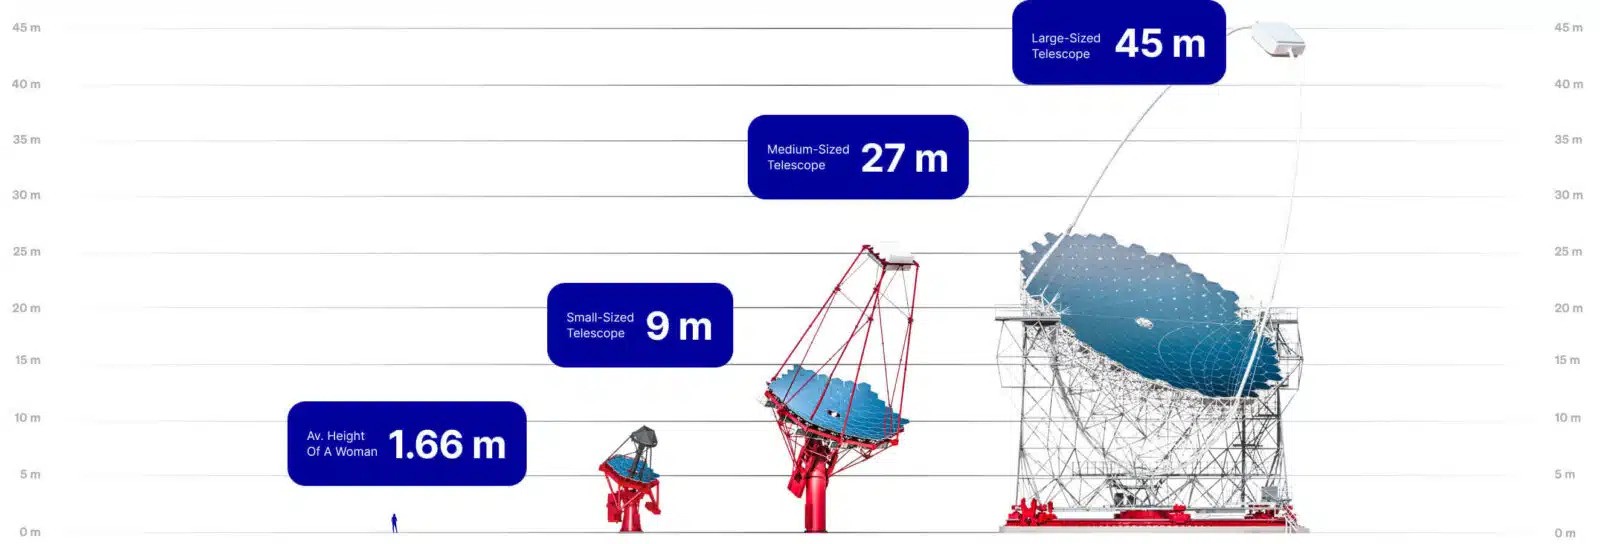 45 m
40 m
35 m
30 m
25 m
20 m
15 m
10 m
5 m
0 m
Av. Height
Of A Woman
1.66 m
Small-Sized
Telescope
9 m
Medium-Sized
Telescope
27 m
Large-Sized
Telescope
45 m
45 m
40 m
35 m
30 m
25 m
20 m
15 m
10 m
5 m
0 m